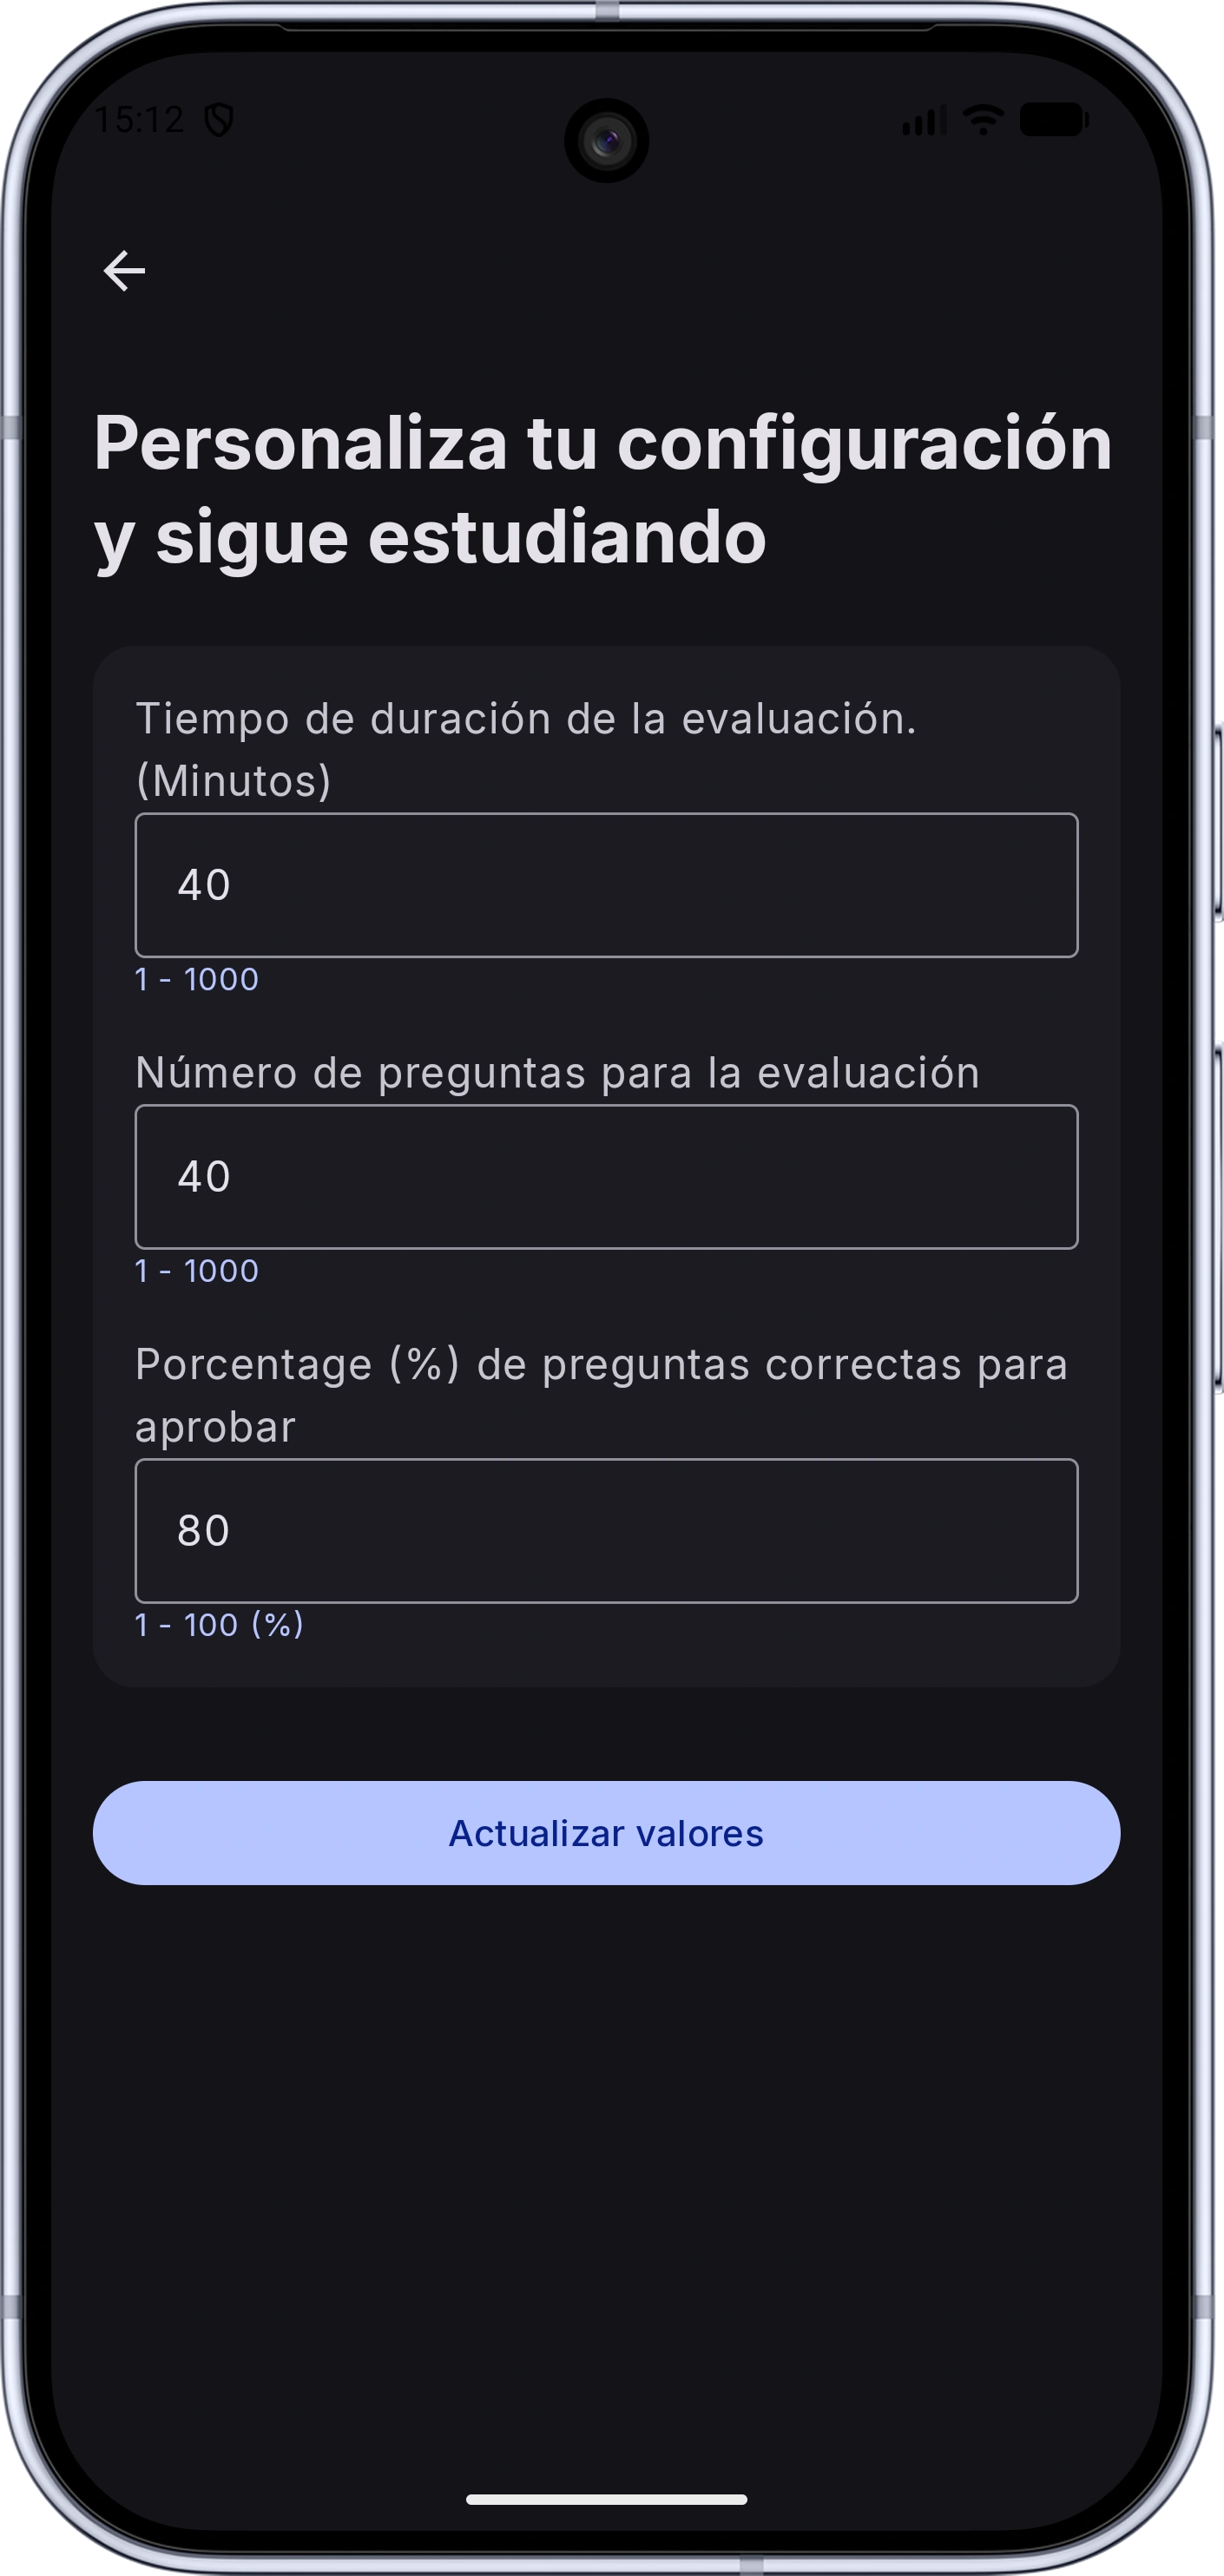 15:12
Personaliza tu configuración
y sigue estudiando
Tiempo de duración de la evaluación.
(Minutos)
40
1 - 1000
Número de preguntas para la evaluación
40
1 - 1000
Porcentage (%) de preguntas correctas para
aprobar
80
1 - 100 (%)
Actualizar valores